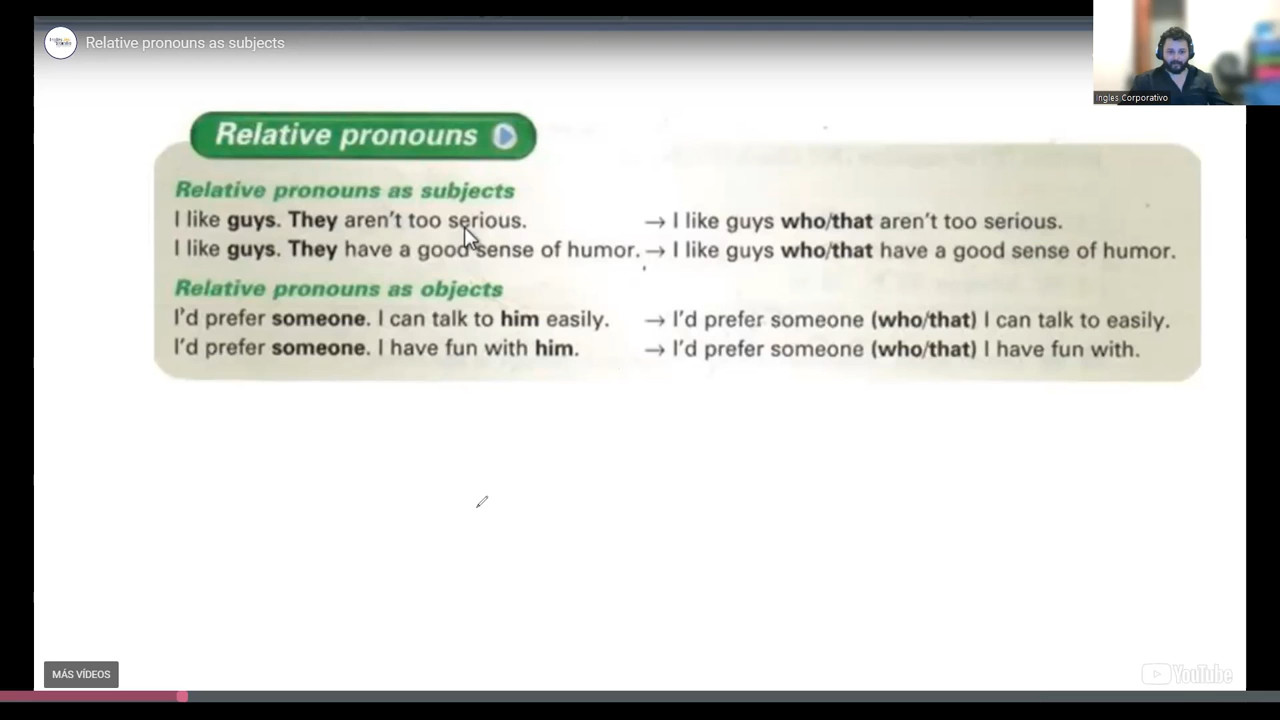 Relative pronouns as subjects
Ingles Corporativo
Relative pronouns
Relative pronouns as subjects
I like guys. They aren't too serious. → I like guys who/that aren't too serious.
I like guys. They have a good sense of humor. → I like guys who/that have a good sense of humor.
Relative pronouns as objects
I'd prefer someone. I can talk to him easily. → I'd prefer someone (who/that) I can talk to easily.
I'd prefer someone. I have fun with him. → I'd prefer someone (who/that) I have fun with.
MÁS VÍDEOS
YouTube